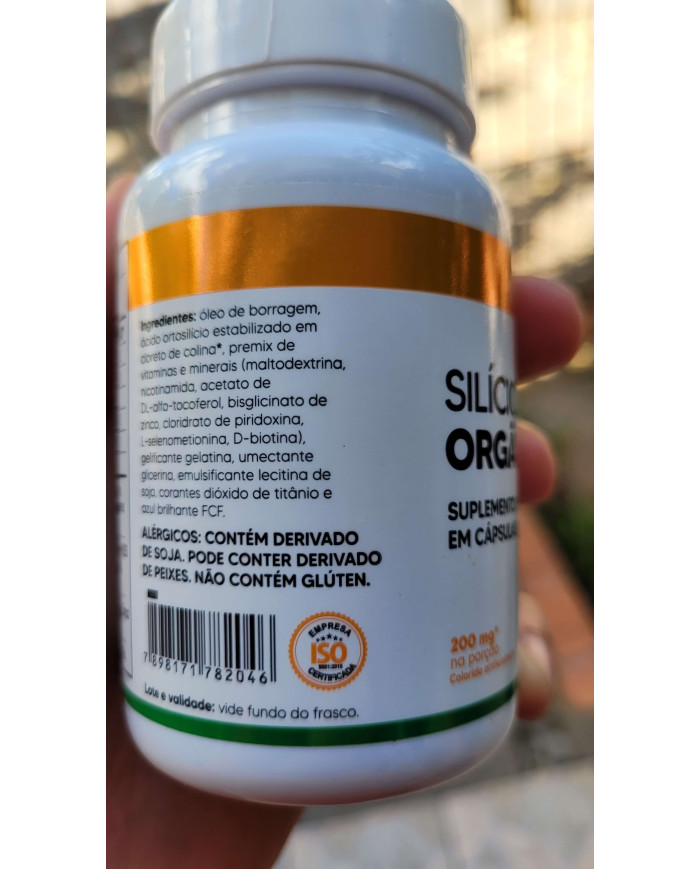 Ingredientes: óleo de borragem,
ácido ortosilício estabilizado em
cloreto de colina*, premix de
vitaminas e minerais (maltodextrina,
nicotinamida, acetato de
DL-alfa-tocoferol, bisglicinato de
zinco, cloridrato de piridoxina,
L-selenometionina, D-biotina),
gelificante gelatina, umectante
glicerina, emulsificante lecitina de
soja, corantes dióxido de titânio e
azul brilhante FCF.
ALÉRGICOS: CONTÉM DERIVADO
DE SOJA. PODE CONTER DERIVADO
DE PEIXES. NÃO CONTÉM GLÚTEN.
7 898171 782046
EMPRESA
ISO
9001:2015
CERTIFICADA
Lote e validade: vide fundo do frasco.
SILÍCIO
ORGÂ
SUPLEMENTO
EM CÁPSULAS
200 mg*
na porção